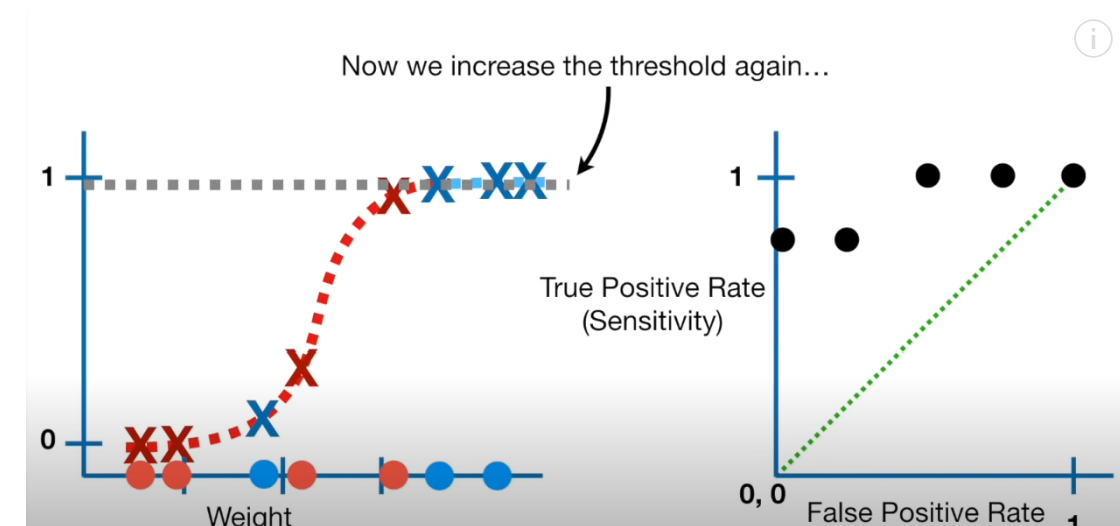 Now we increase the threshold again…
i
1
1
True Positive Rate
(Sensitivity)
0
0, 0
Weight
False Positive Rate
1
X
X
X
X
X
X
X
X